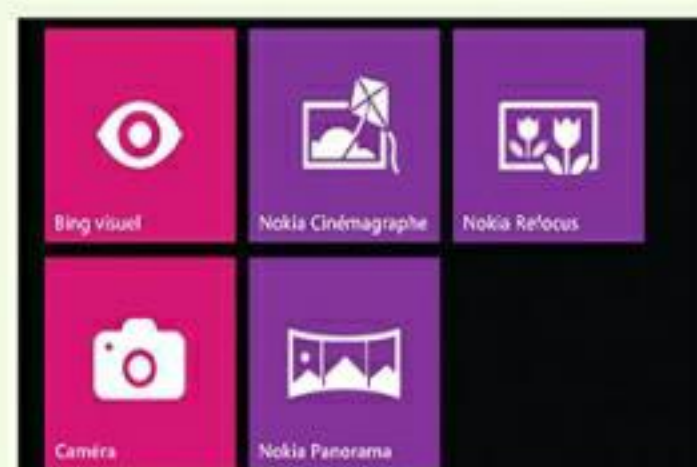 Bing visuel
Nokia Cinémagraphe
Nokia Refocus
Caméra
Nokia Panorama